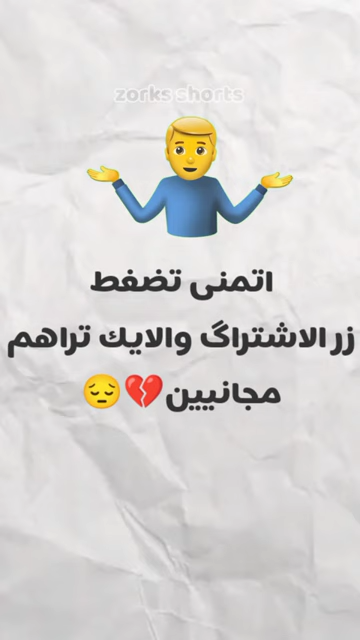 zorks shorts
اتمنى تضغط
زر الاشتراگ والايك تراهم
مجانيين💔😔